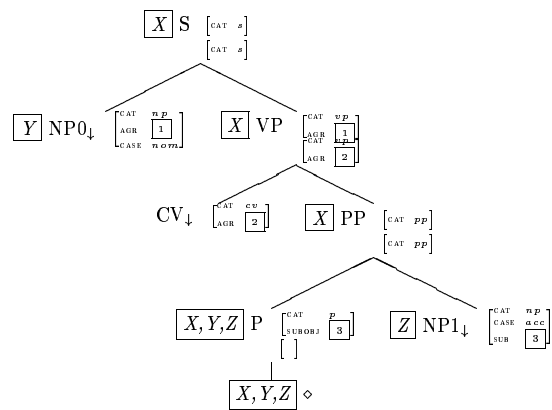 X S [CAT s]
[CAT s]
Y NP0↓ [CAT np AGR 1 CASE nom] X VP [CAT vp AGR 1]
[CAT vp AGR 2]
CV↓ [CAT cv AGR 2] X PP [CAT pp]
[CAT pp]
X,Y,Z P [CAT p SUBOBJ 3] Z NP1↓ [CAT np CASE acc SUB 3]
[ ]
X,Y,Z ⋄